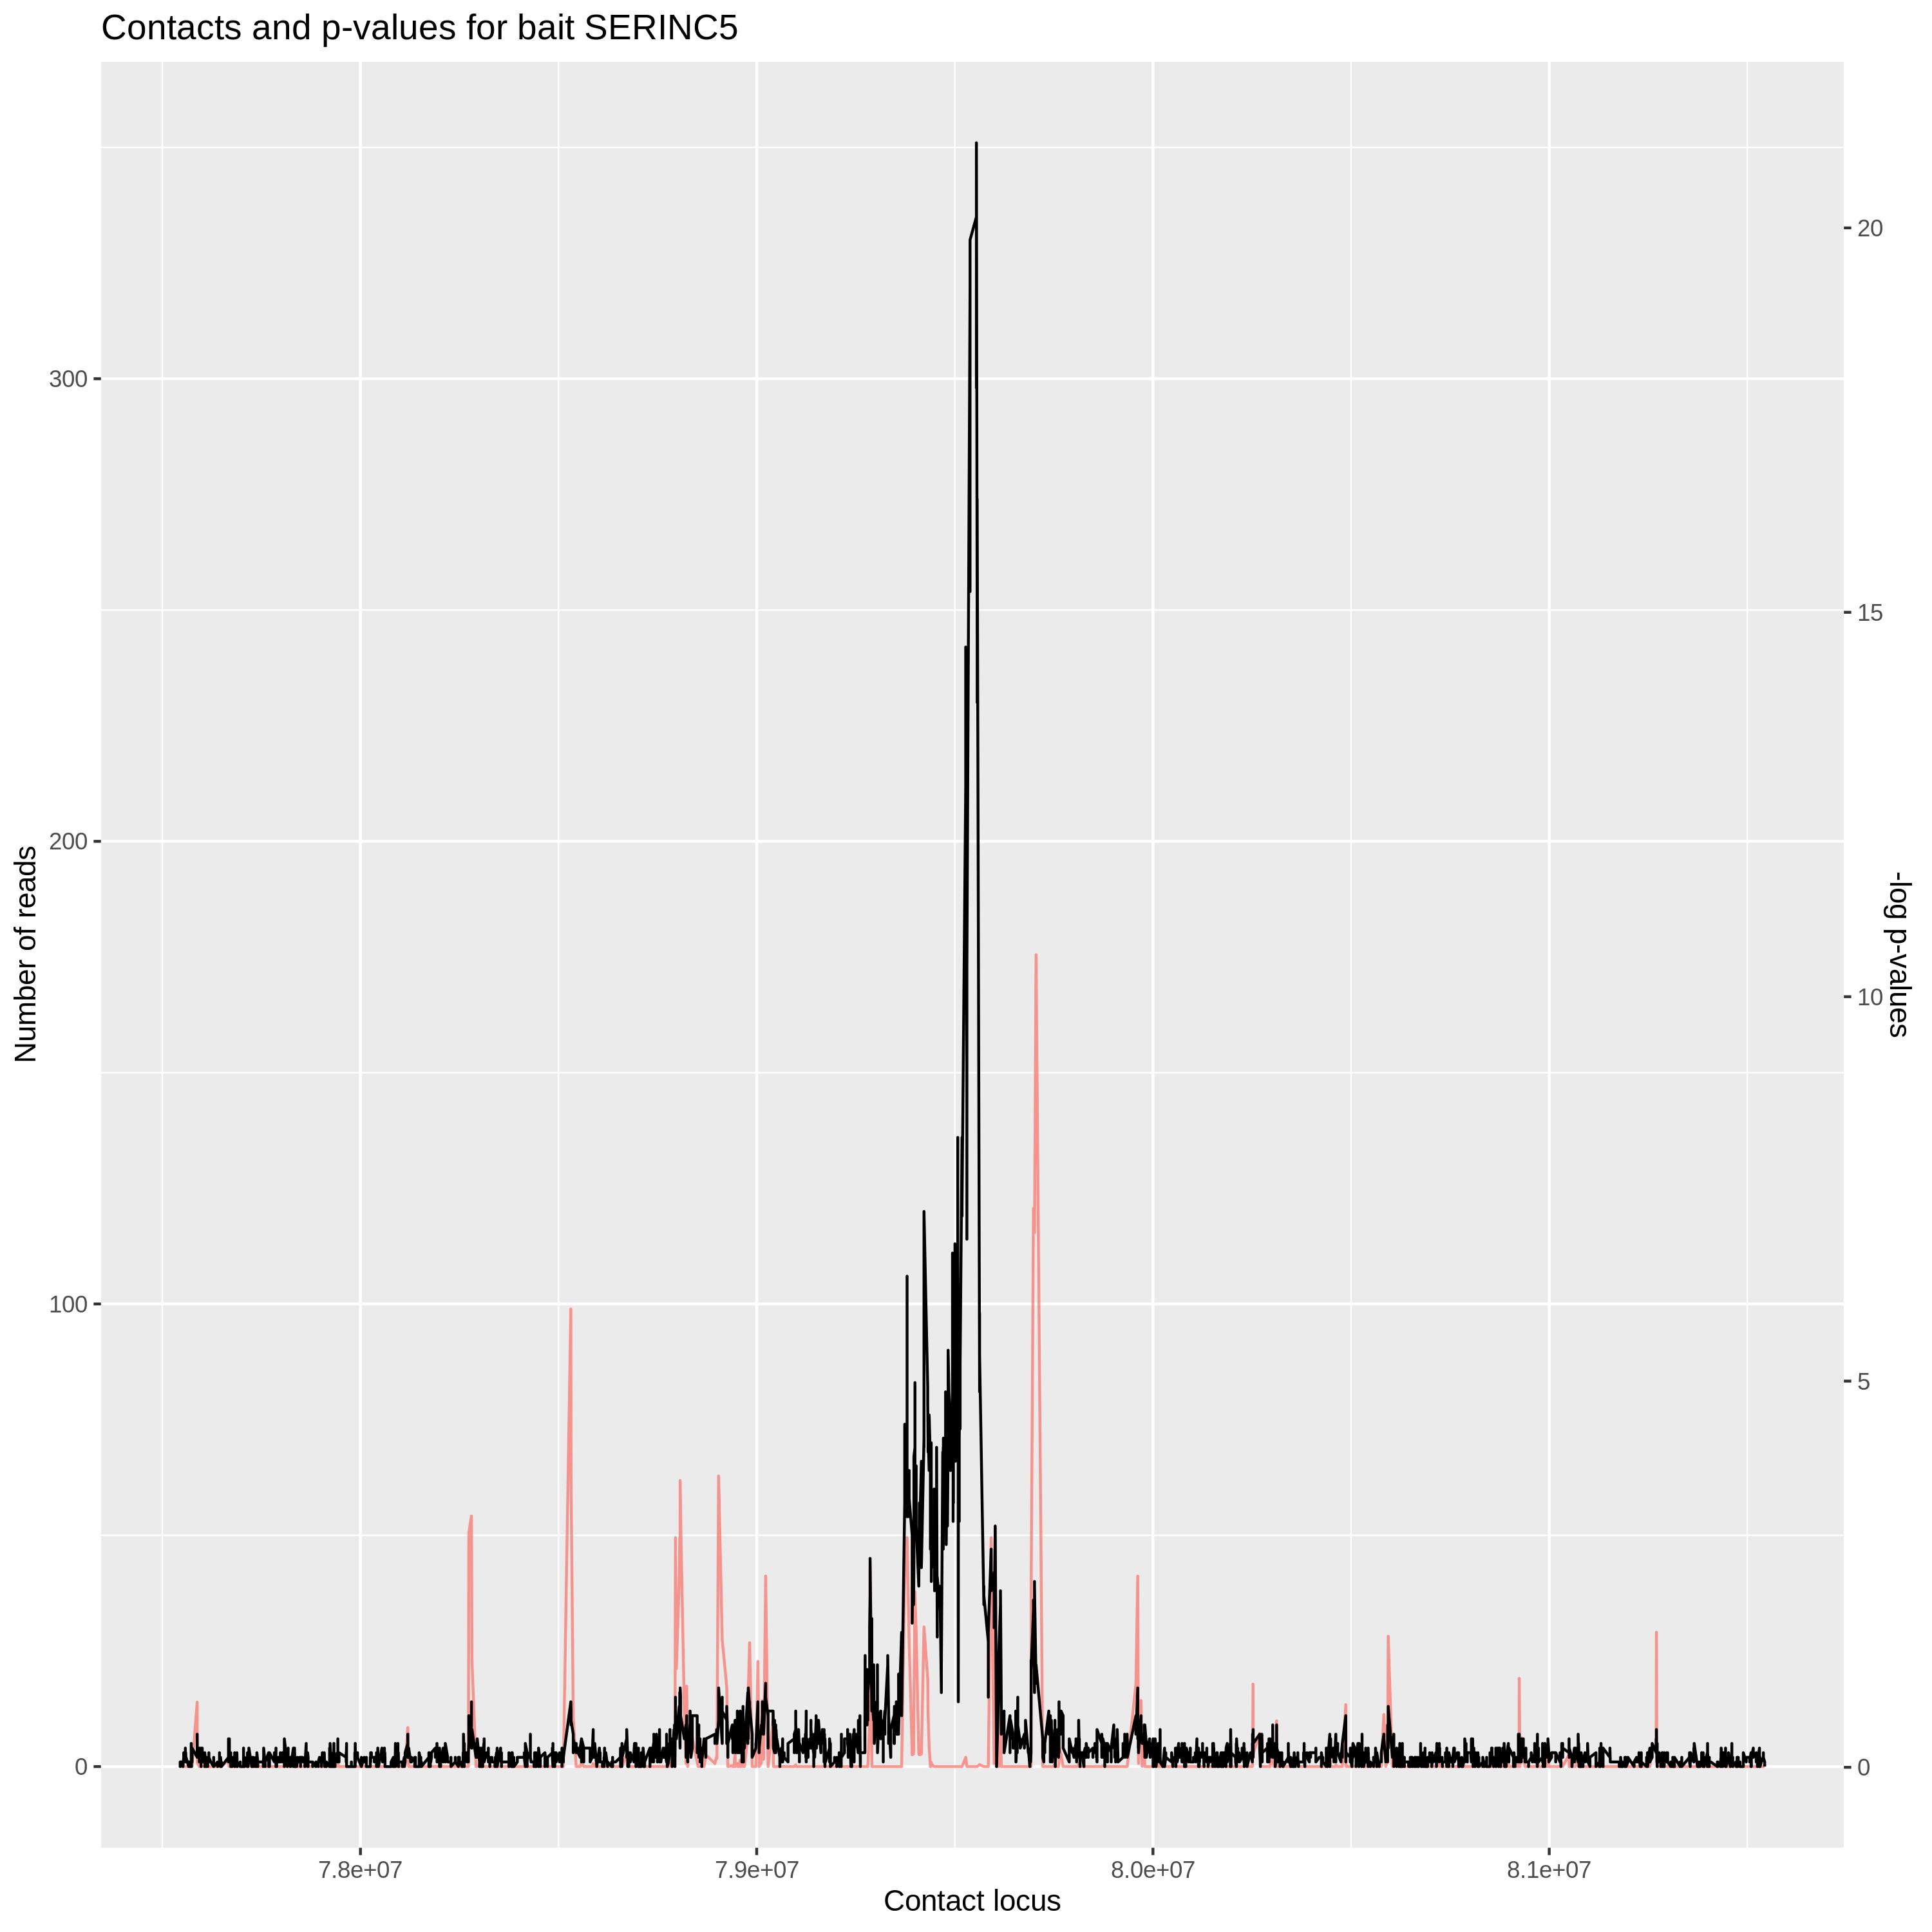 Contacts and p-values for bait SERINC5
300
200
100
0
Number of reads
20
15
10
5
0
-log p-values
7.8e+07
7.9e+07
8.0e+07
8.1e+07
Contact locus